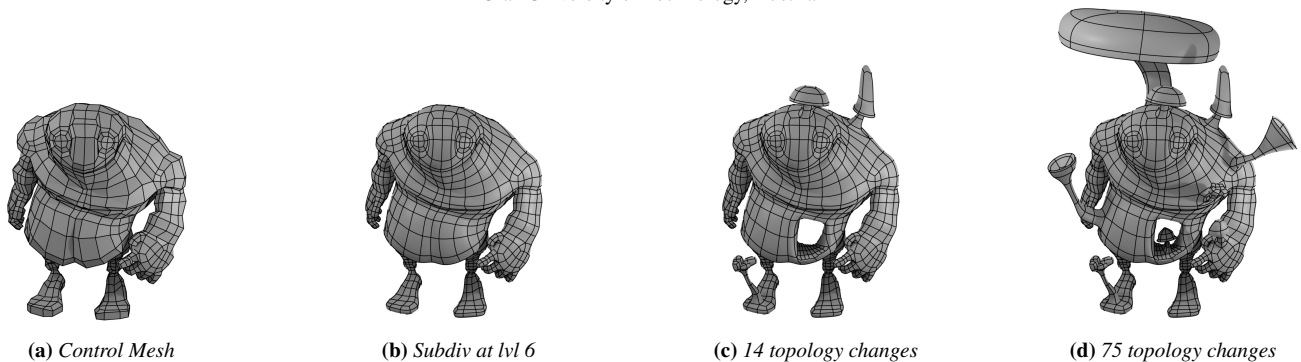 (a) Control Mesh
(b) Subdiv at lvl 6
(c) 14 topology changes
(d) 75 topology changes